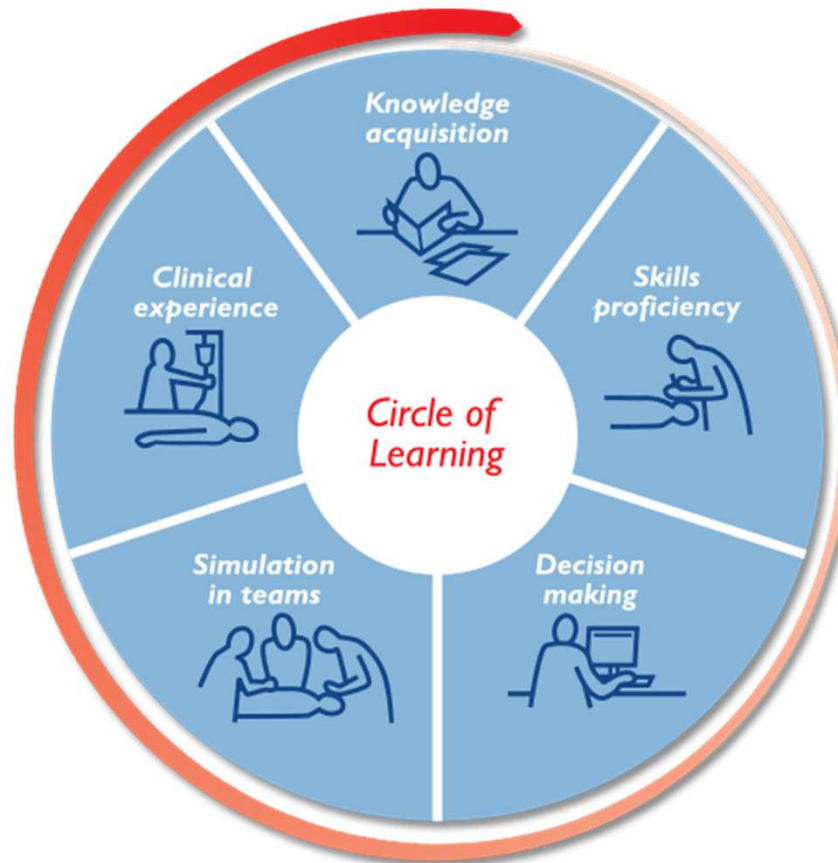 Knowledge
acquisition
Skills
proficiency
Decision
making
Simulation
in teams
Clinical
experience
Circle of
Learning